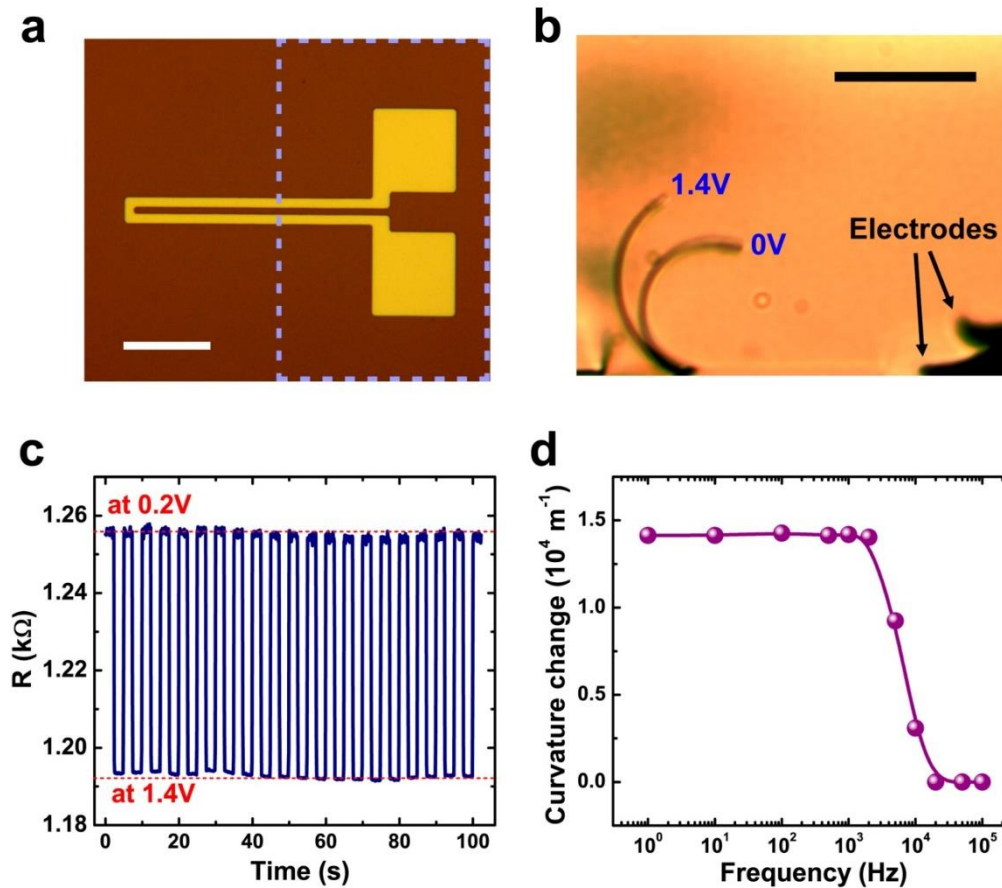 a
b
1.4V
0V
Electrodes
c
at 0.2V
1.26
1.24
1.22
1.20
1.18
R (kΩ)
at 1.4V
0 20 40 60 80 100
Time (s)
d
1.5
1.0
0.5
0.0
Curvature change (10⁴ m⁻¹)
10⁰ 10¹ 10² 10³ 10⁴ 10⁵
Frequency (Hz)